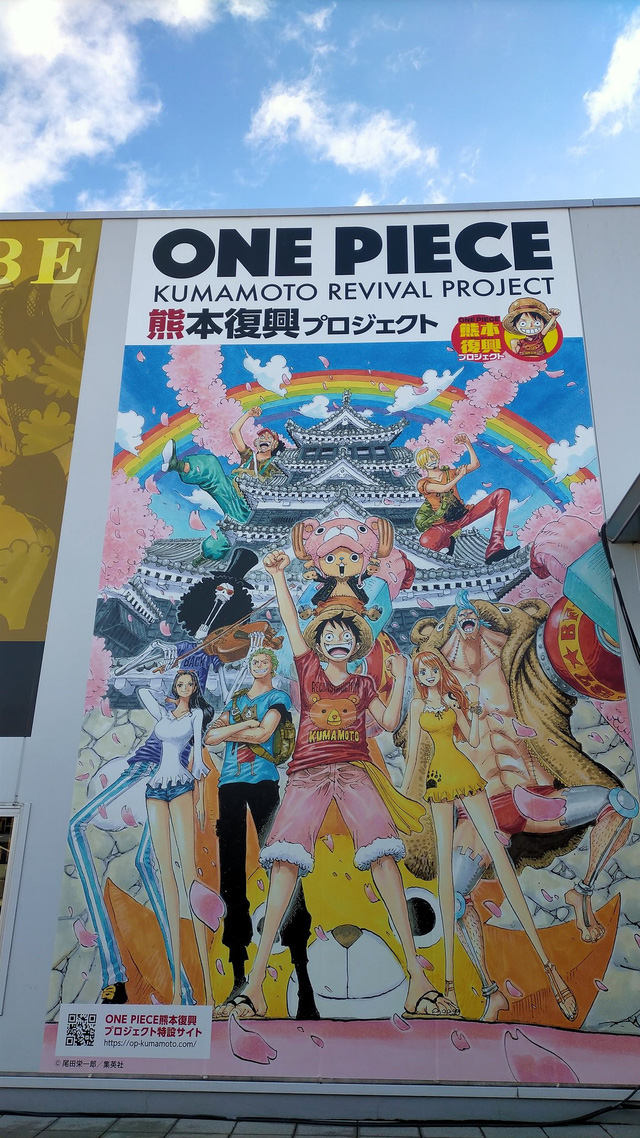 BE
ONE PIECE
KUMAMOTO REVIVAL PROJECT
熊本復興プロジェクト
ONE PIECE
熊本
復興
プロジェクト
BACK
KUMAMOTO
ONE PIECE熊本復興
プロジェクト特設サイト
https://op-kumamoto.com/
© 尾田栄一郎／集英社